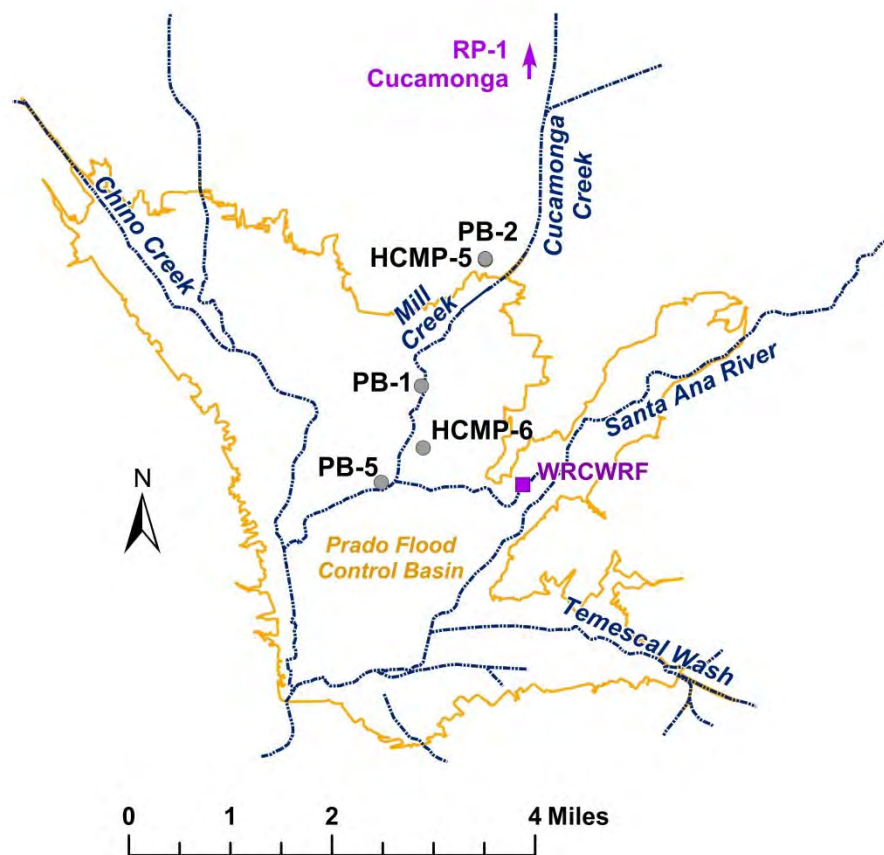 RP-1
Cucamonga
Cucamonga
Creek
Chino Creek
PB-2
HCMP-5
Mill
Creek
Santa Ana River
PB-1
HCMP-6
PB-5
WRCWRF
N
Prado Flood
Control Basin
Temescal Wash
0 1 2 4 Miles